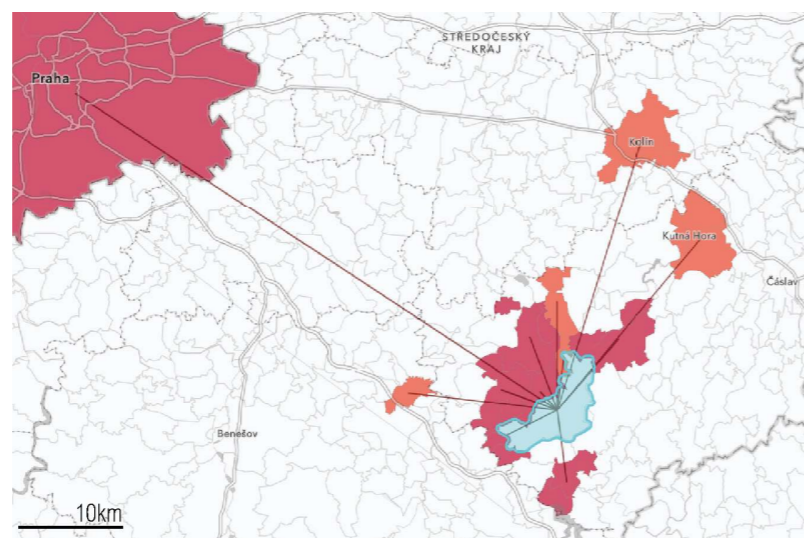 STŘEDOČESKÝ
KRAJ
Praha
Kolín
Kutná Hora
Čáslav
Benešov
10km